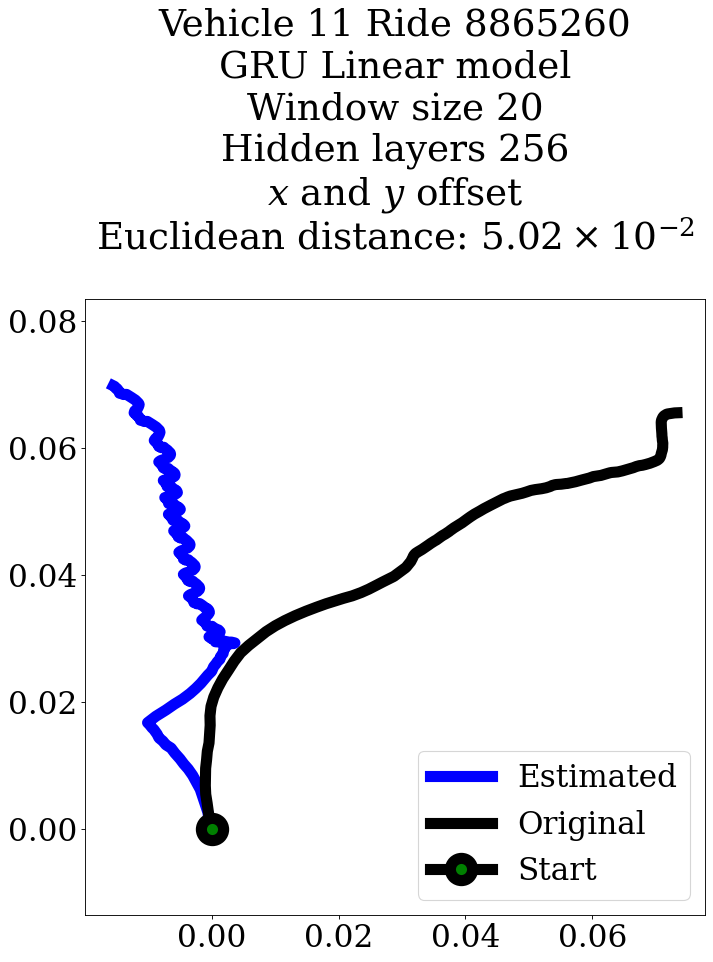 Vehicle 11 Ride 8865260
GRU Linear model
Window size 20
Hidden layers 256
x and y offset
Euclidean distance: 5.02 × 10⁻²
0.08
0.06
0.04
0.02
0.00
Estimated
Original
Start
0.00 0.02 0.04 0.06